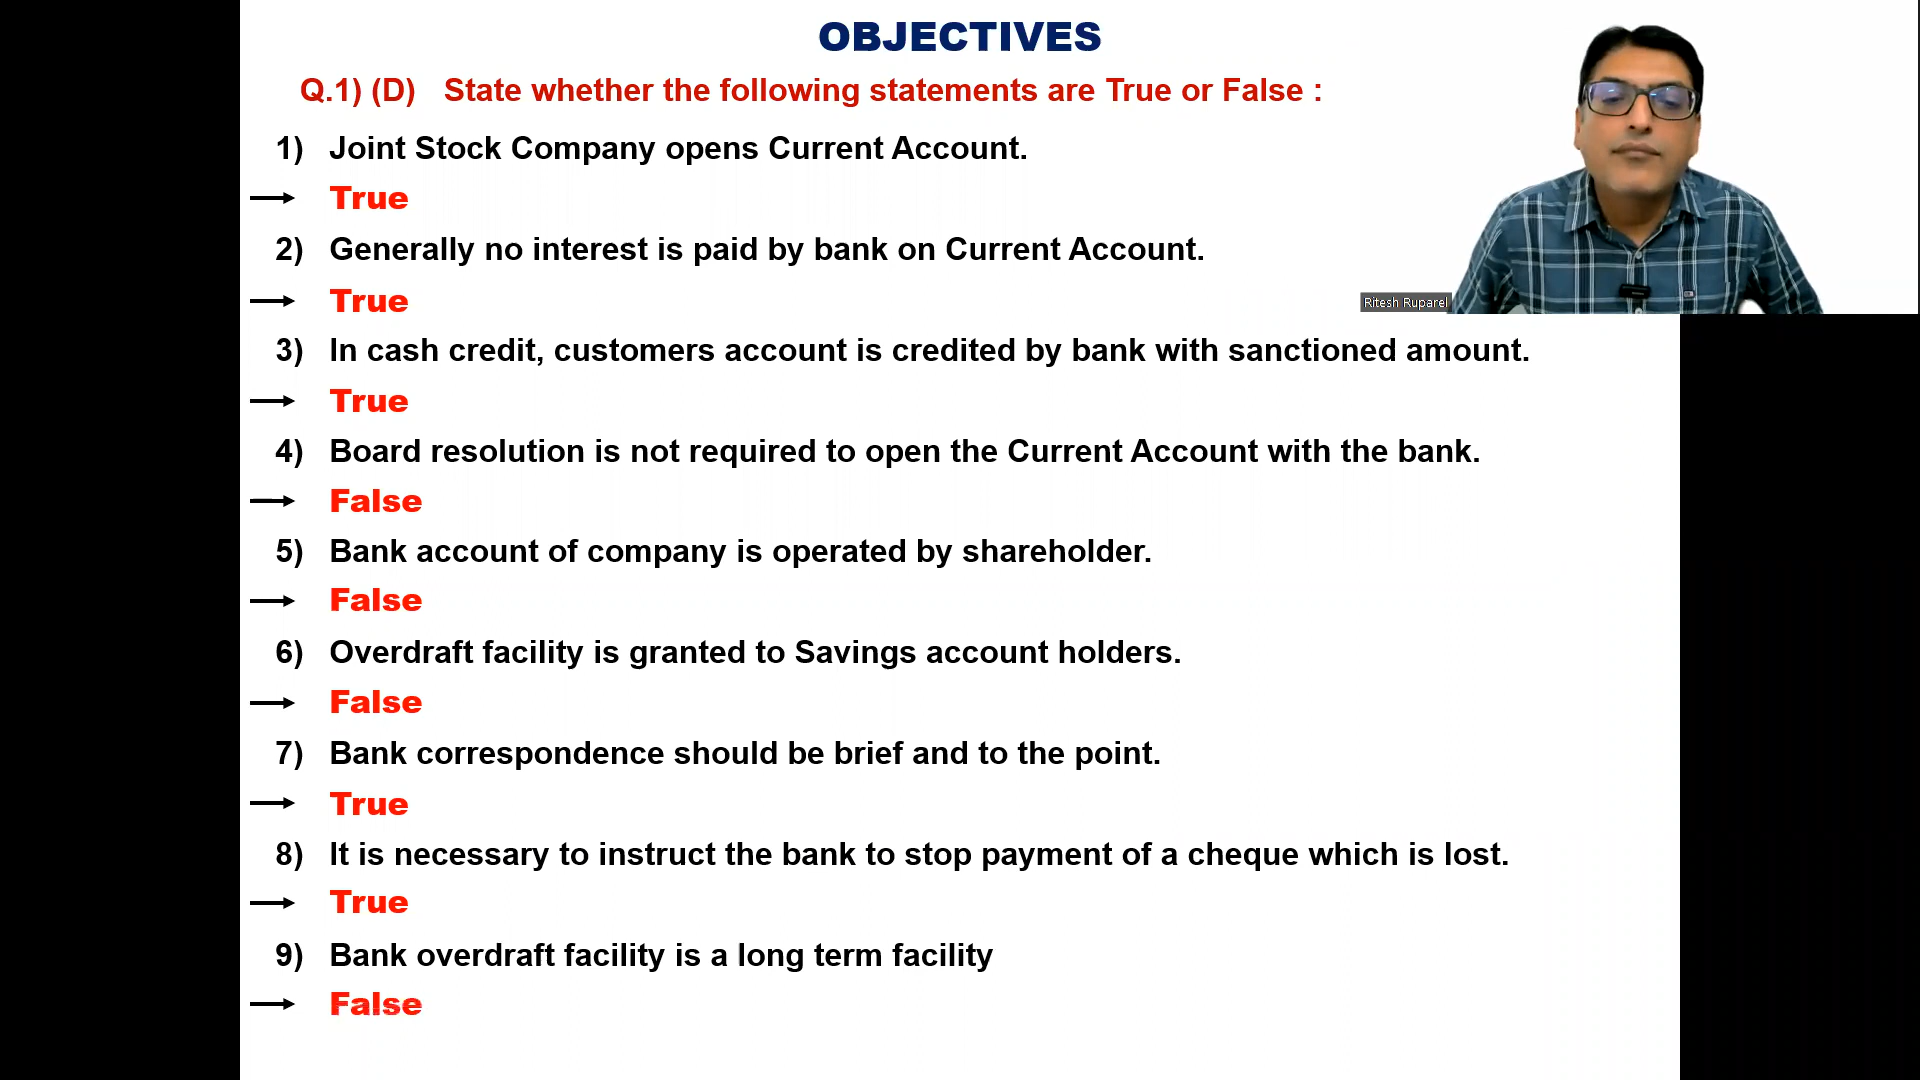 OBJECTIVES
Q.1) (D) State whether the following statements are True or False :
1) Joint Stock Company opens Current Account.
True
2) Generally no interest is paid by bank on Current Account.
True
Ritesh Ruparel
3) In cash credit, customers account is credited by bank with sanctioned amount.
True
4) Board resolution is not required to open the Current Account with the bank.
False
5) Bank account of company is operated by shareholder.
False
6) Overdraft facility is granted to Savings account holders.
False
7) Bank correspondence should be brief and to the point.
True
8) It is necessary to instruct the bank to stop payment of a cheque which is lost.
True
9) Bank overdraft facility is a long term facility
False